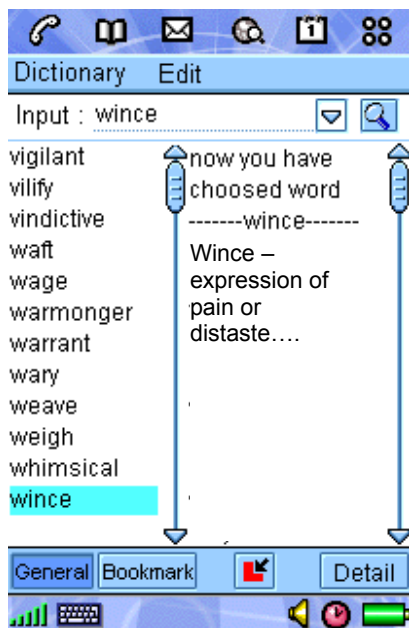 1
Dictionary Edit
Input : wince
vigilant
vilify
vindictive
waft
wage
warmonger
warrant
wary
weave
weigh
whimsical
wince
now you have
choosed word
-------wince-------
Wince –
expression of
pain or
distaste….
General Bookmark Detail